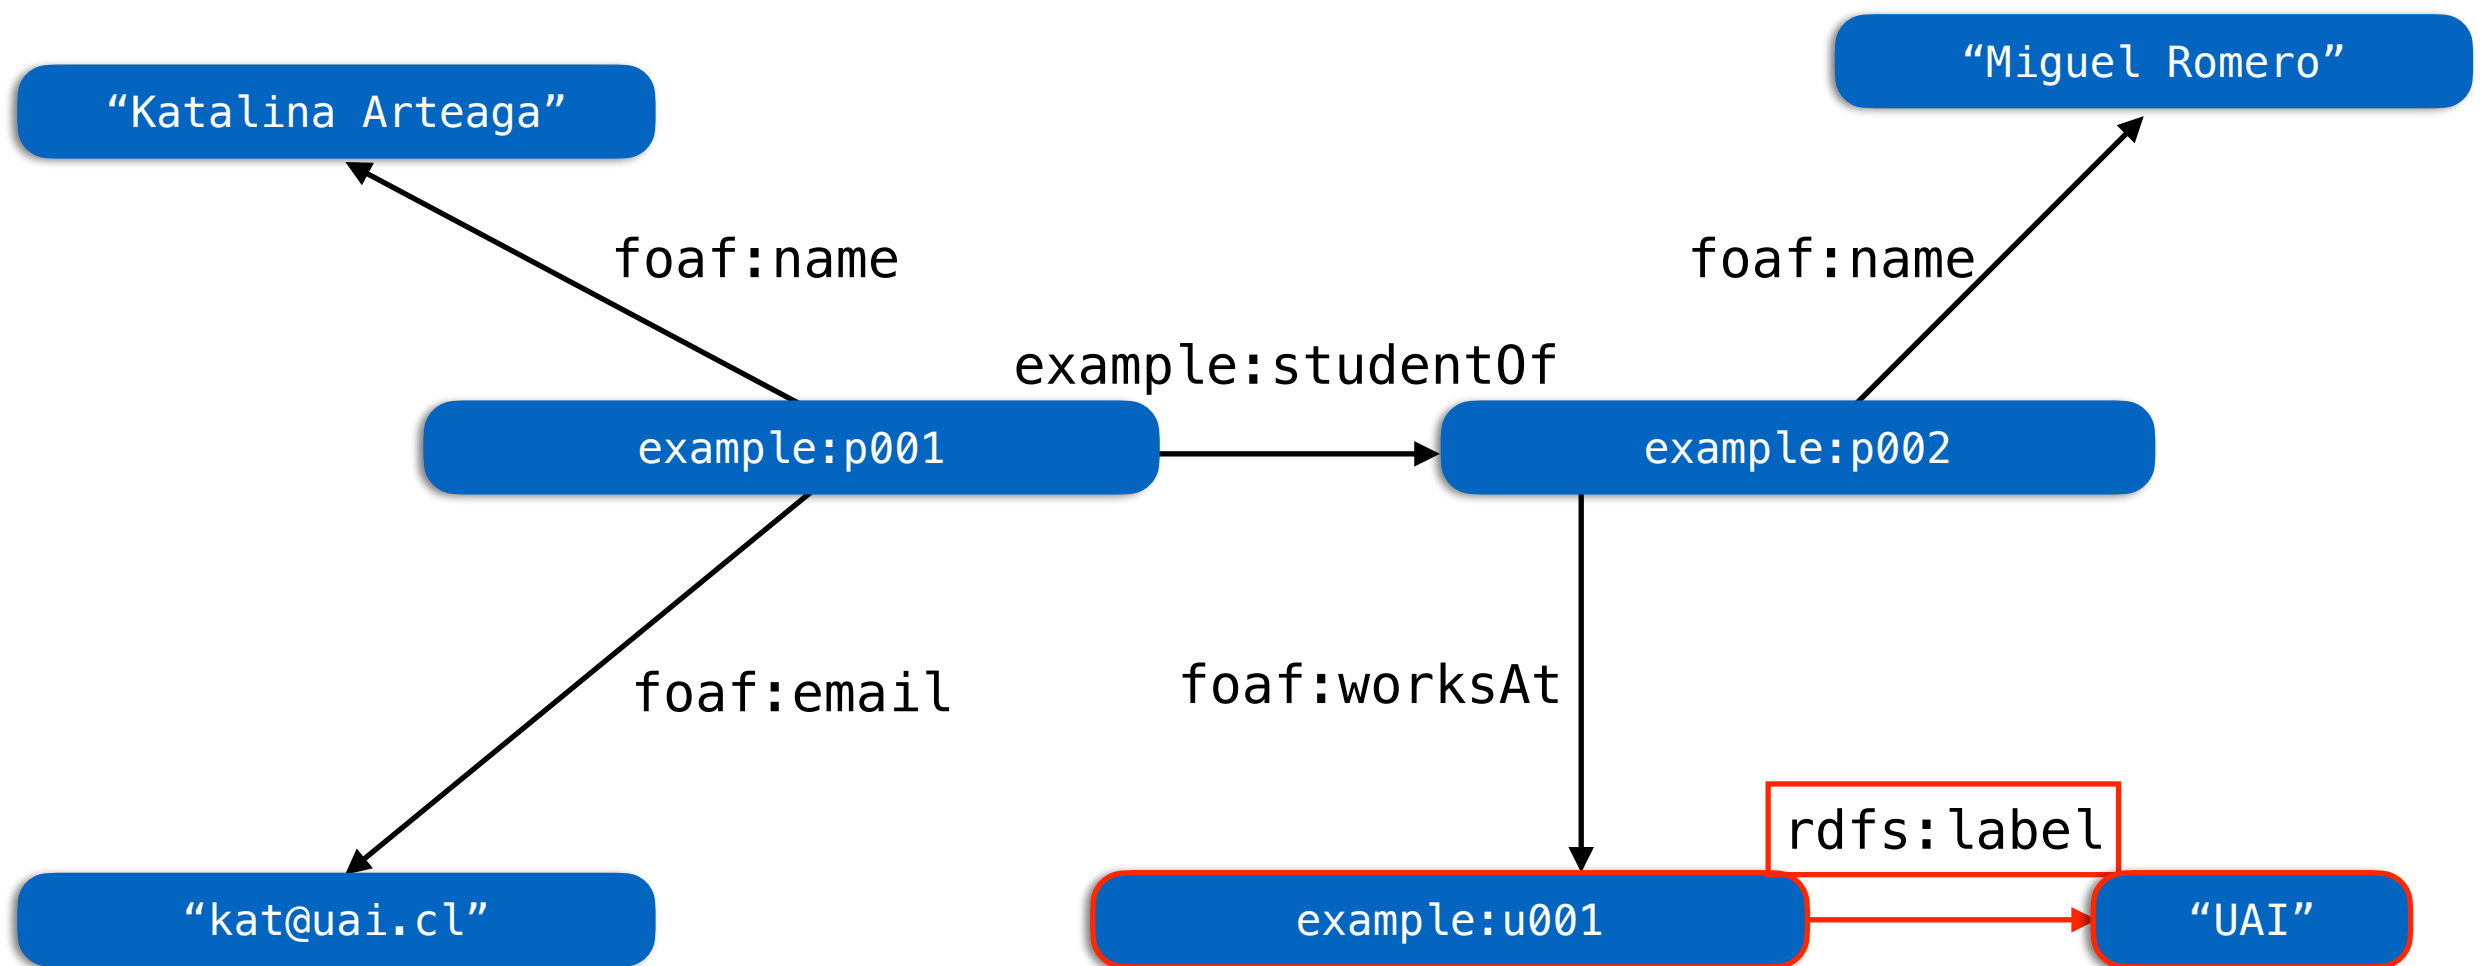 “Miguel Romero”
“Katalina Arteaga”
foaf:name
foaf:name
example:studentOf
example:p001
example:p002
foaf:email
foaf:worksAt
rdfs:label
“kat@uai.cl”
example:u001
“UAI”